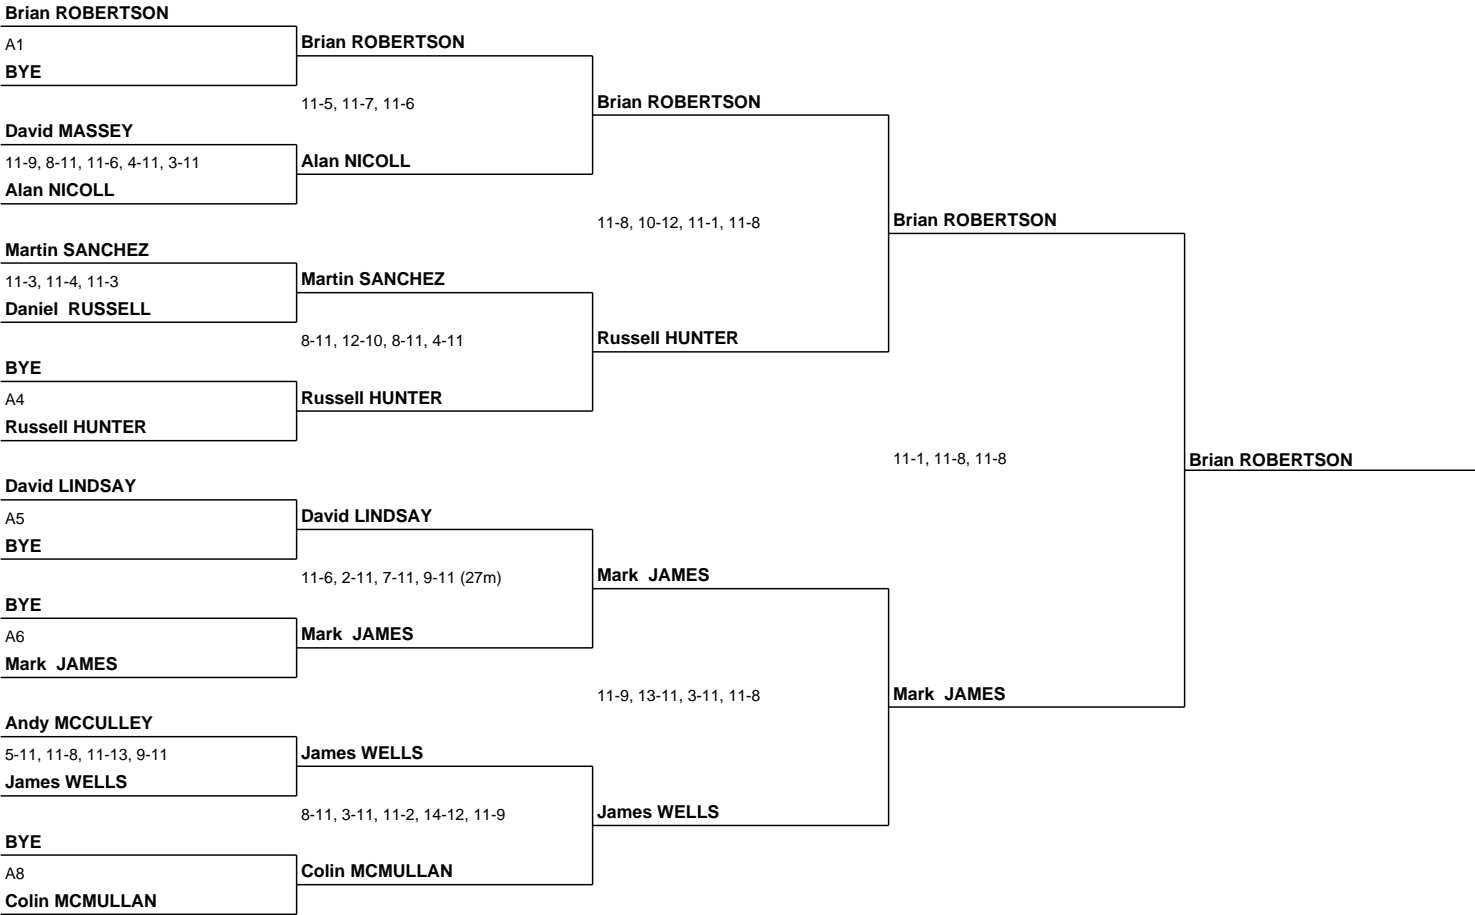 Brian ROBERTSON
A1
BYE
David MASSEY
11-9, 8-11, 11-6, 4-11, 3-11
Alan NICOLL
Martin SANCHEZ
11-3, 11-4, 11-3
Daniel  RUSSELL
BYE
A4
Russell HUNTER
David LINDSAY
A5
BYE
BYE
A6
Mark  JAMES
Andy MCCULLEY
5-11, 11-8, 11-13, 9-11
James WELLS
BYE
A8
Colin MCMULLAN
Brian ROBERTSON
11-5, 11-7, 11-6
Alan NICOLL
Martin SANCHEZ
8-11, 12-10, 8-11, 4-11
Russell HUNTER
David LINDSAY
11-6, 2-11, 7-11, 9-11 (27m)
Mark  JAMES
James WELLS
8-11, 3-11, 11-2, 14-12, 11-9
Colin MCMULLAN
Brian ROBERTSON
11-8, 10-12, 11-1, 11-8
Russell HUNTER
Mark  JAMES
11-9, 13-11, 3-11, 11-8
James WELLS
Brian ROBERTSON
11-1, 11-8, 11-8
Mark  JAMES
Brian ROBERTSON